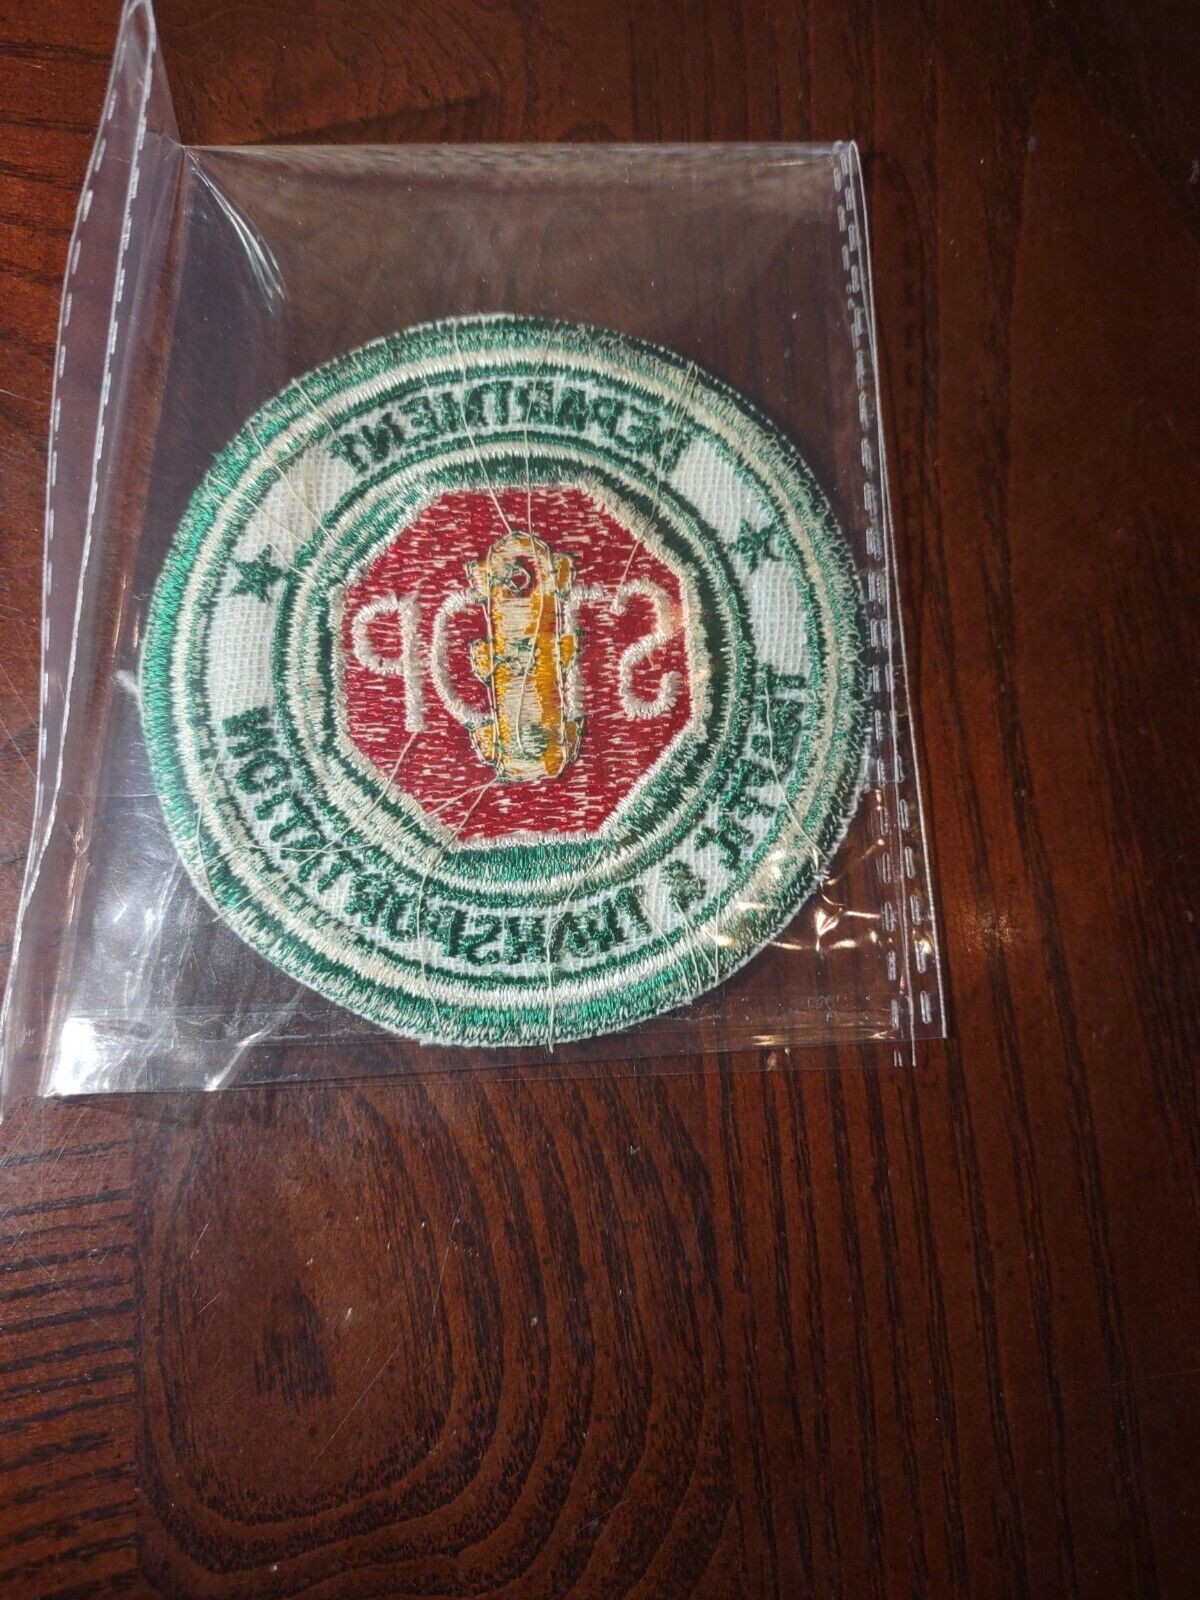 DEPARTMENT
TRAFFIC & TRANSPORTATION
STOP